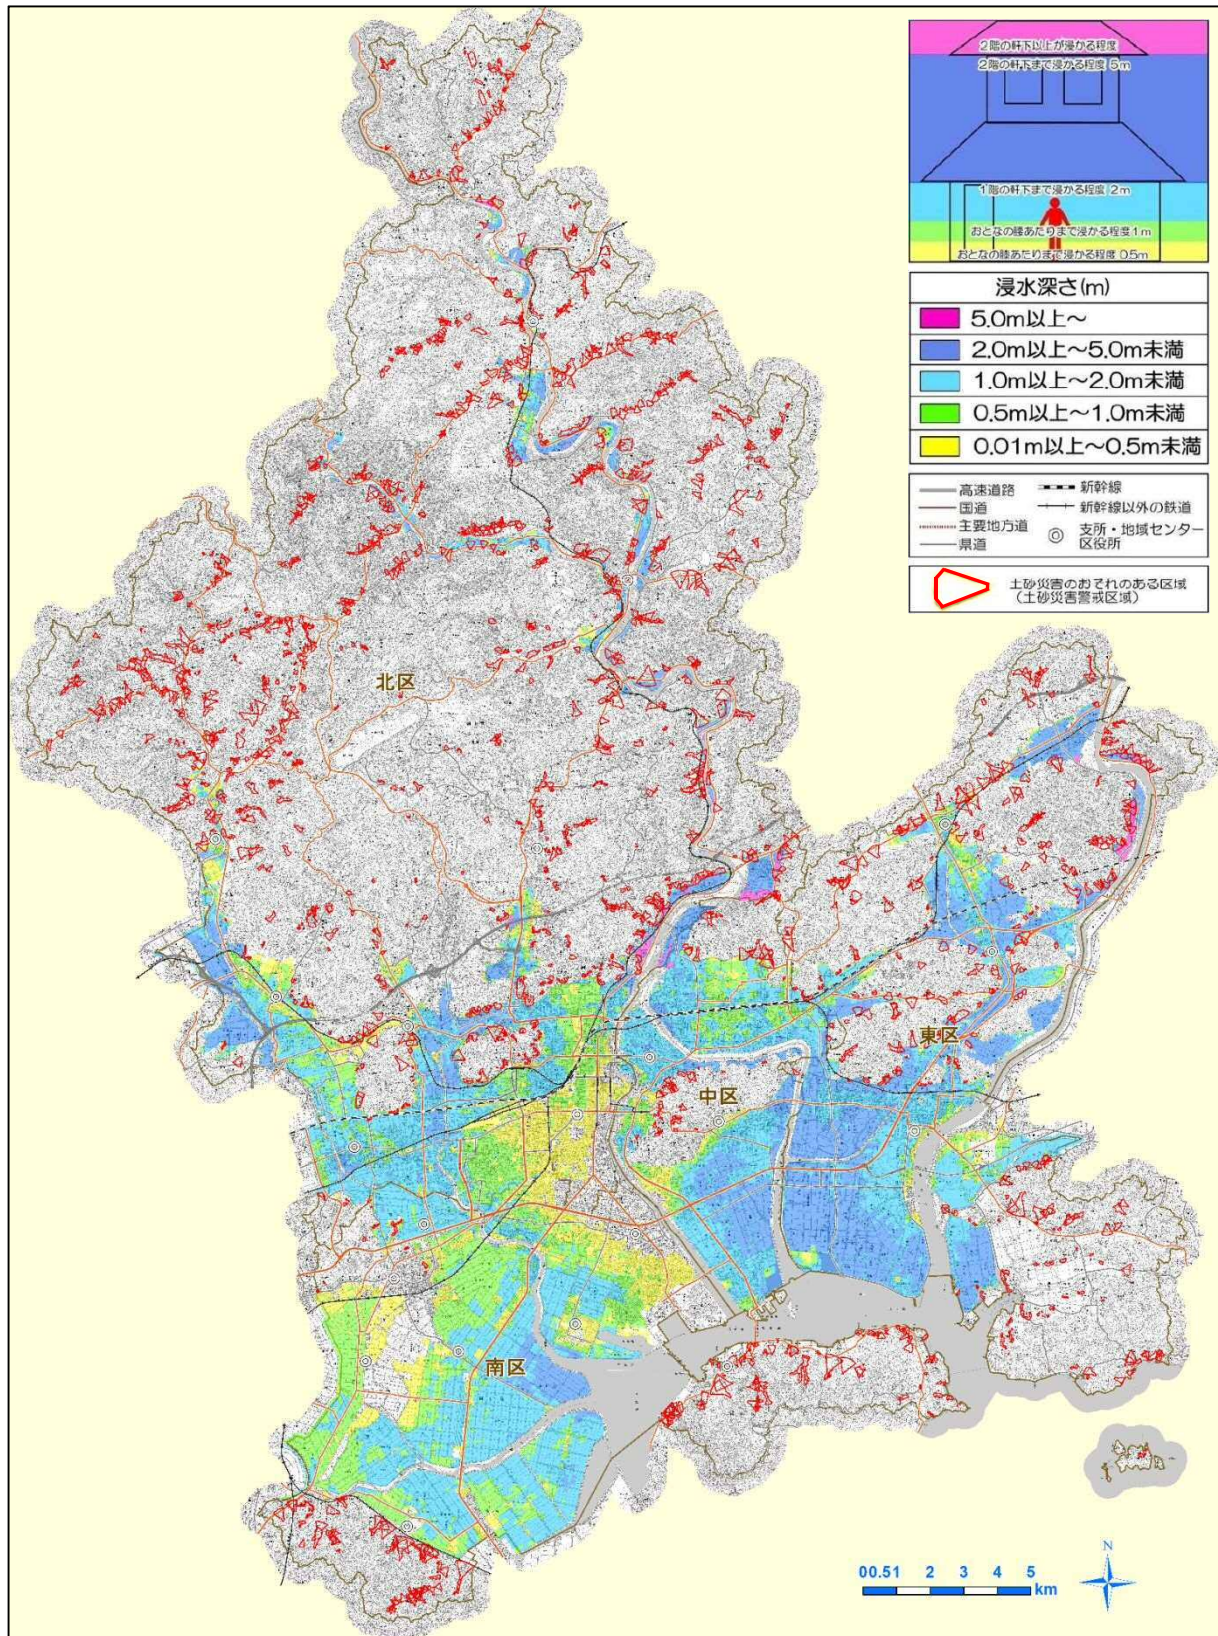 2階の軒下以上が浸かる程度
2階の軒下まで浸かる程度 5m
1階の軒下まで浸かる程度 2m
おとなの腰あたりまで浸かる程度 1m
おとなの膝あたりまで浸かる程度 0.5m
浸水深さ(m)
5.0m以上～
2.0m以上～5.0m未満
1.0m以上～2.0m未満
0.5m以上～1.0m未満
0.01m以上～0.5m未満
高速道路
国道
主要地方道
県道
新幹線
新幹線以外の鉄道
支所・地域センター
区役所
土砂災害のおそれのある区域
(土砂災害警戒区域)
北区
東区
中区
南区
N
00.51 2 3 4 5
km